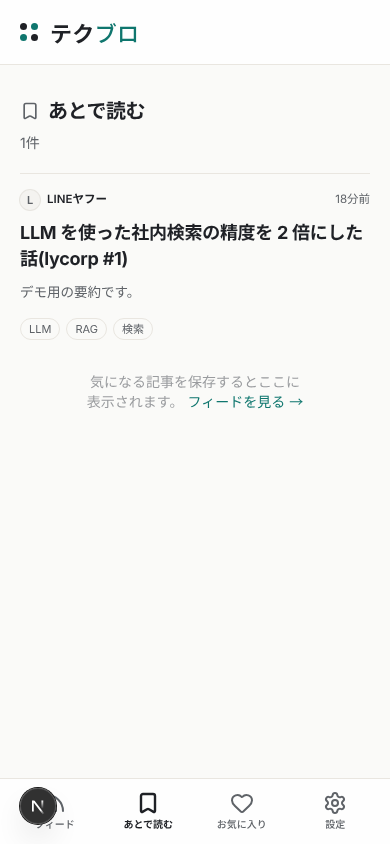 テクブロ
あとで読む
1件
L LINEヤフー 18分前
LLM を使った社内検索の精度を 2 倍にした
話(lycorp #1)
デモ用の要約です。
LLM RAG 検索
気になる記事を保存するとここに
表示されます。 フィードを見る →
N
ィード あとで読む お気に入り 設定